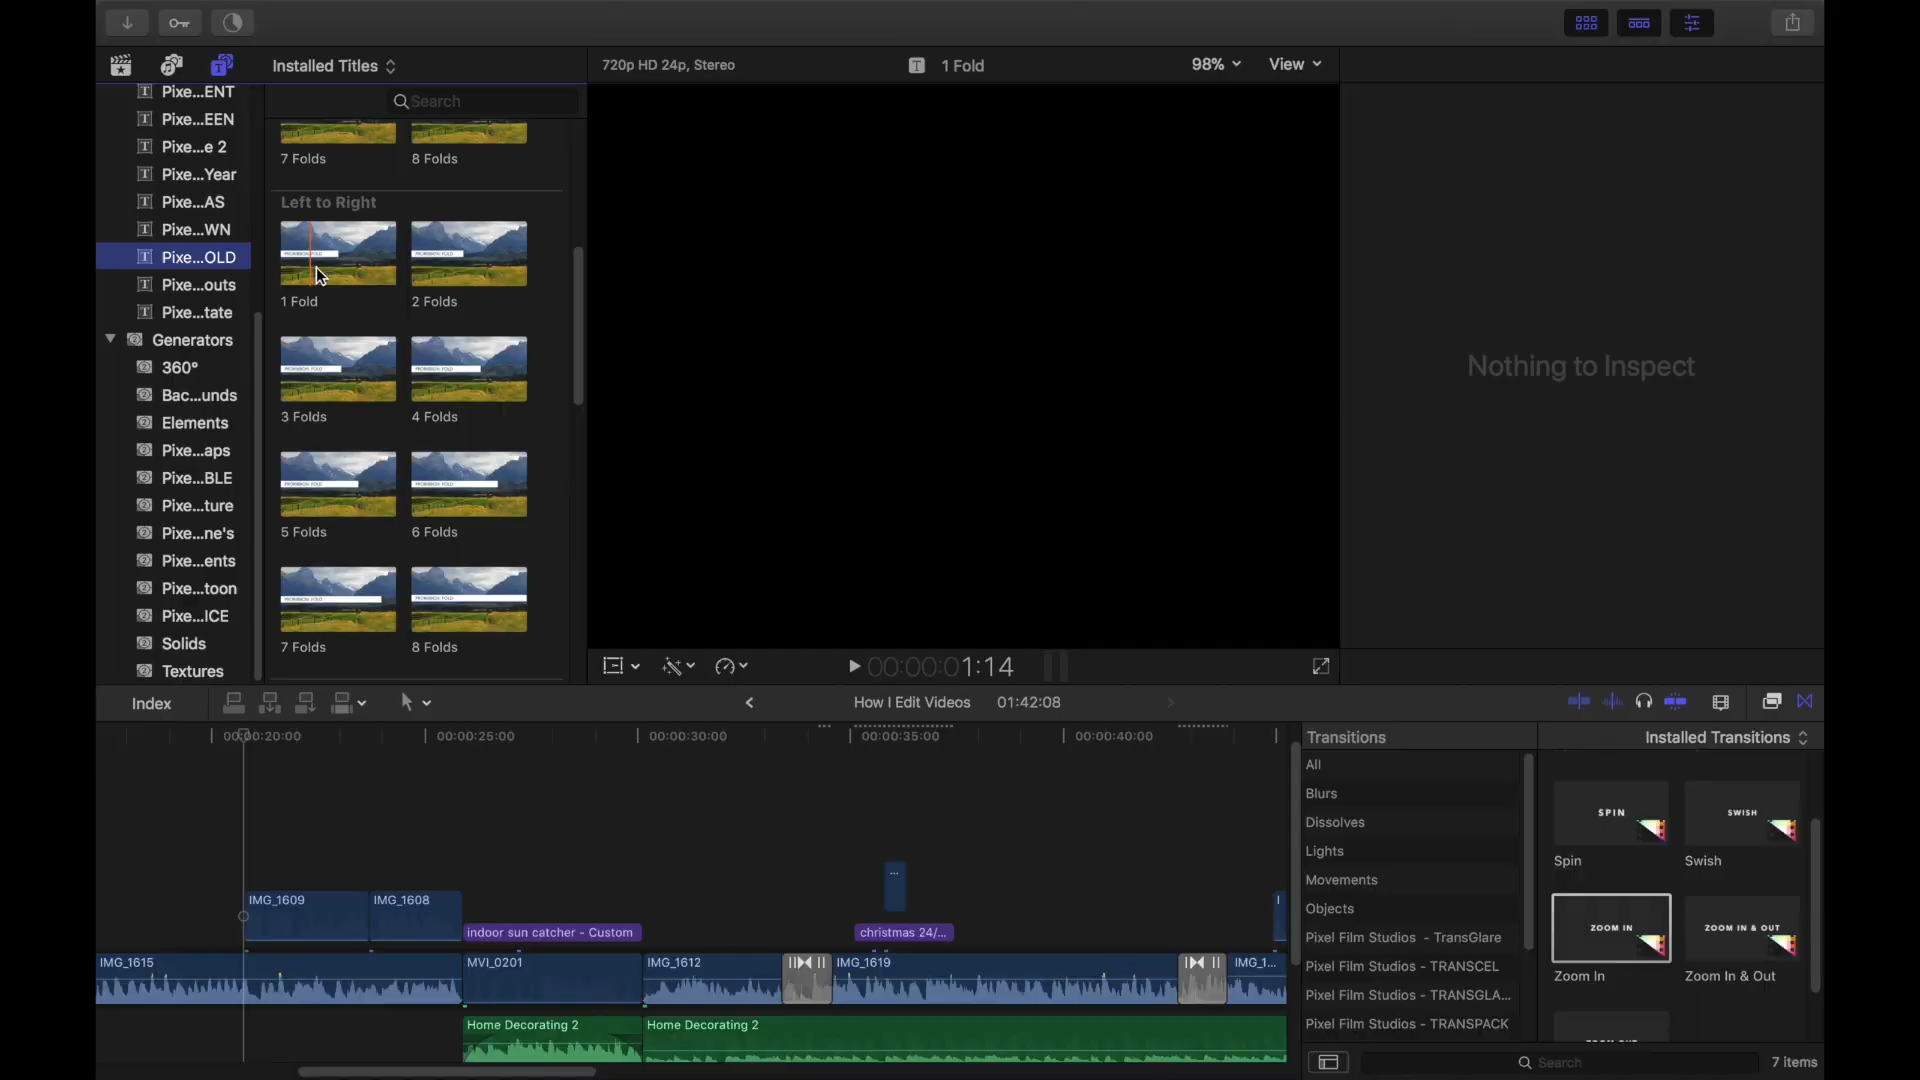 Installed Titles
720p HD 24p, Stereo
1 Fold
98%
View
Search
Pixe...ENT
Pixe...EEN
Pixe...e 2
Pixe...Year
Pixe...AS
Pixe...WN
Pixe...OLD
Pixe...outs
Pixe...tate
Generators
360°
Bac...unds
Elements
Pixe...aps
Pixe...BLE
Pixe...ture
Pixe...ne's
Pixe...ents
Pixe...toon
Pixe...ICE
Solids
Textures
7 Folds
8 Folds
Left to Right
1 Fold
2 Folds
3 Folds
4 Folds
5 Folds
6 Folds
7 Folds
8 Folds
Nothing to Inspect
00:00:01:14
Index
How I Edit Videos
01:42:08
00:00:20:00
00:00:25:00
00:00:30:00
00:00:35:00
00:00:40:00
...
IMG_1609
IMG_1608
I
indoor sun catcher - Custom
christmas 24/...
IMG_1615
MVI_0201
IMG_1612
IMG_1619
IMG_1...
Home Decorating 2
Home Decorating 2
Transitions
Installed Transitions
All
Blurs
Dissolves
Lights
Movements
Objects
Pixel Film Studios - TransGlare
Pixel Film Studios - TRANSCEL
Pixel Film Studios - TRANSGLA...
Pixel Film Studios - TRANSPACK
SPIN
SWISH
Spin
Swish
ZOOM IN
ZOOM IN & OUT
Zoom In
Zoom In & Out
Search
7 items